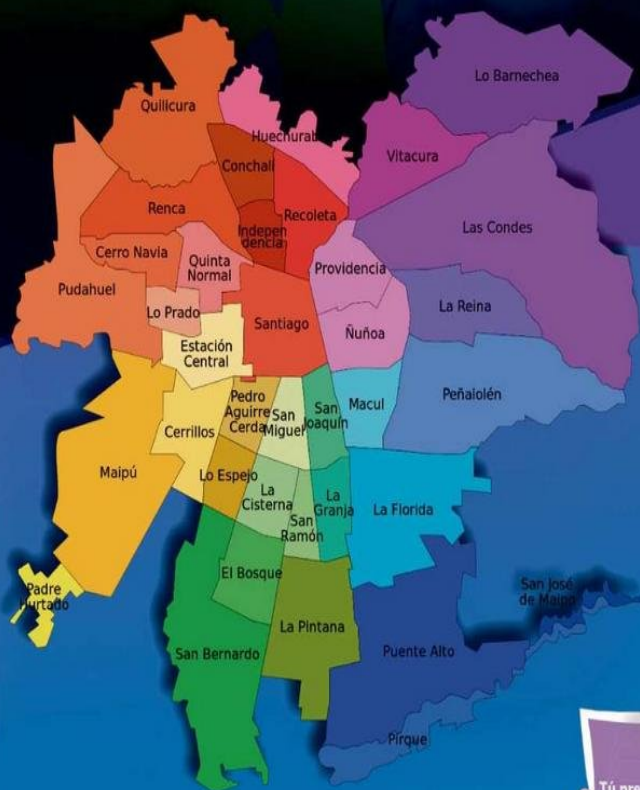 Lo Barnechea
Quilicura
Huechuraba
Conchalí
Vitacura
Renca
Recoleta
Indepen
dencia
Las Condes
Cerro Navia
Quinta
Normal
Providencia
Pudahuel
Lo Prado
Santiago
La Reina
Ñuñoa
Estación
Central
Pedro
Aguirre
Cerda
San
Miguel
San
Joaquín
Macul
Peñalolén
Cerrillos
Maipú
Lo Espejo
La
Cisterna
San
Ramón
La
Granja
La Florida
El Bosque
Padre
Hurtado
San José
de Maipo
San Bernardo
La Pintana
Puente Alto
Pirque
Tú